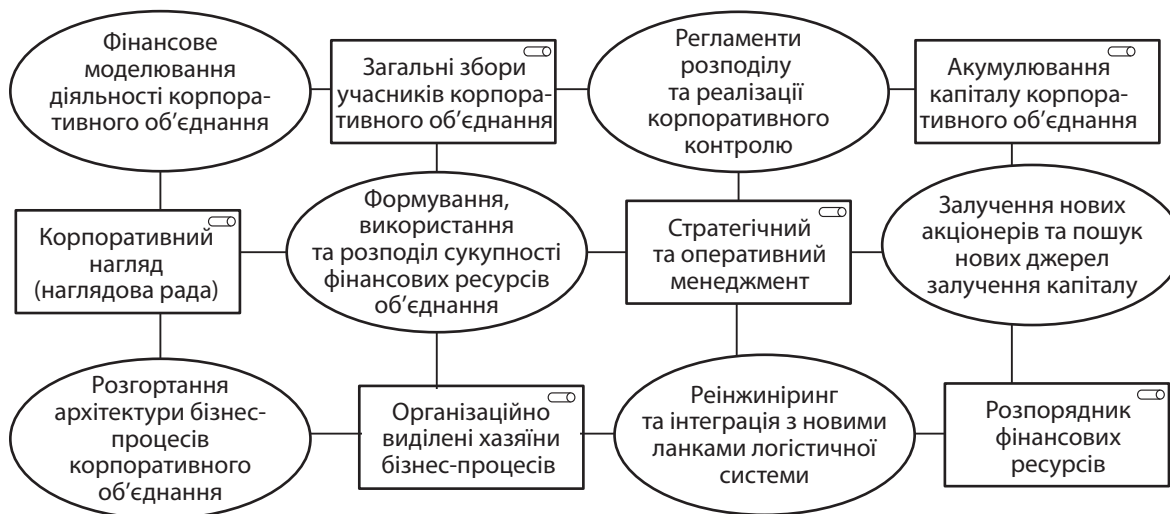 Фінансове
моделювання
діяльності корпора-
тивного об’єднання
Загальні збори
учасників корпора-
тивного об’єднання
Регламенти
розподілу
та реалізації
корпоративного
контролю
Акумулювання
капіталу корпо-
ративного об’єднання
Корпоративний
нагляд
(наглядова рада)
Формування,
використання
та розподіл сукупності
фінансових ресурсів
об’єднання
Стратегічний
та оперативний
менеджмент
Залучення нових
акціонерів та пошук
нових джерел
залучення капіталу
Розгортання
архітектури бізнес-
процесів
корпоративного
об’єднання
Організаційно
виділені хазяїни
бізнес-процесів
Реінжиніринг
та інтеграція з новими
ланками логістичної
системи
Розпорядник
фінансових
ресурсів